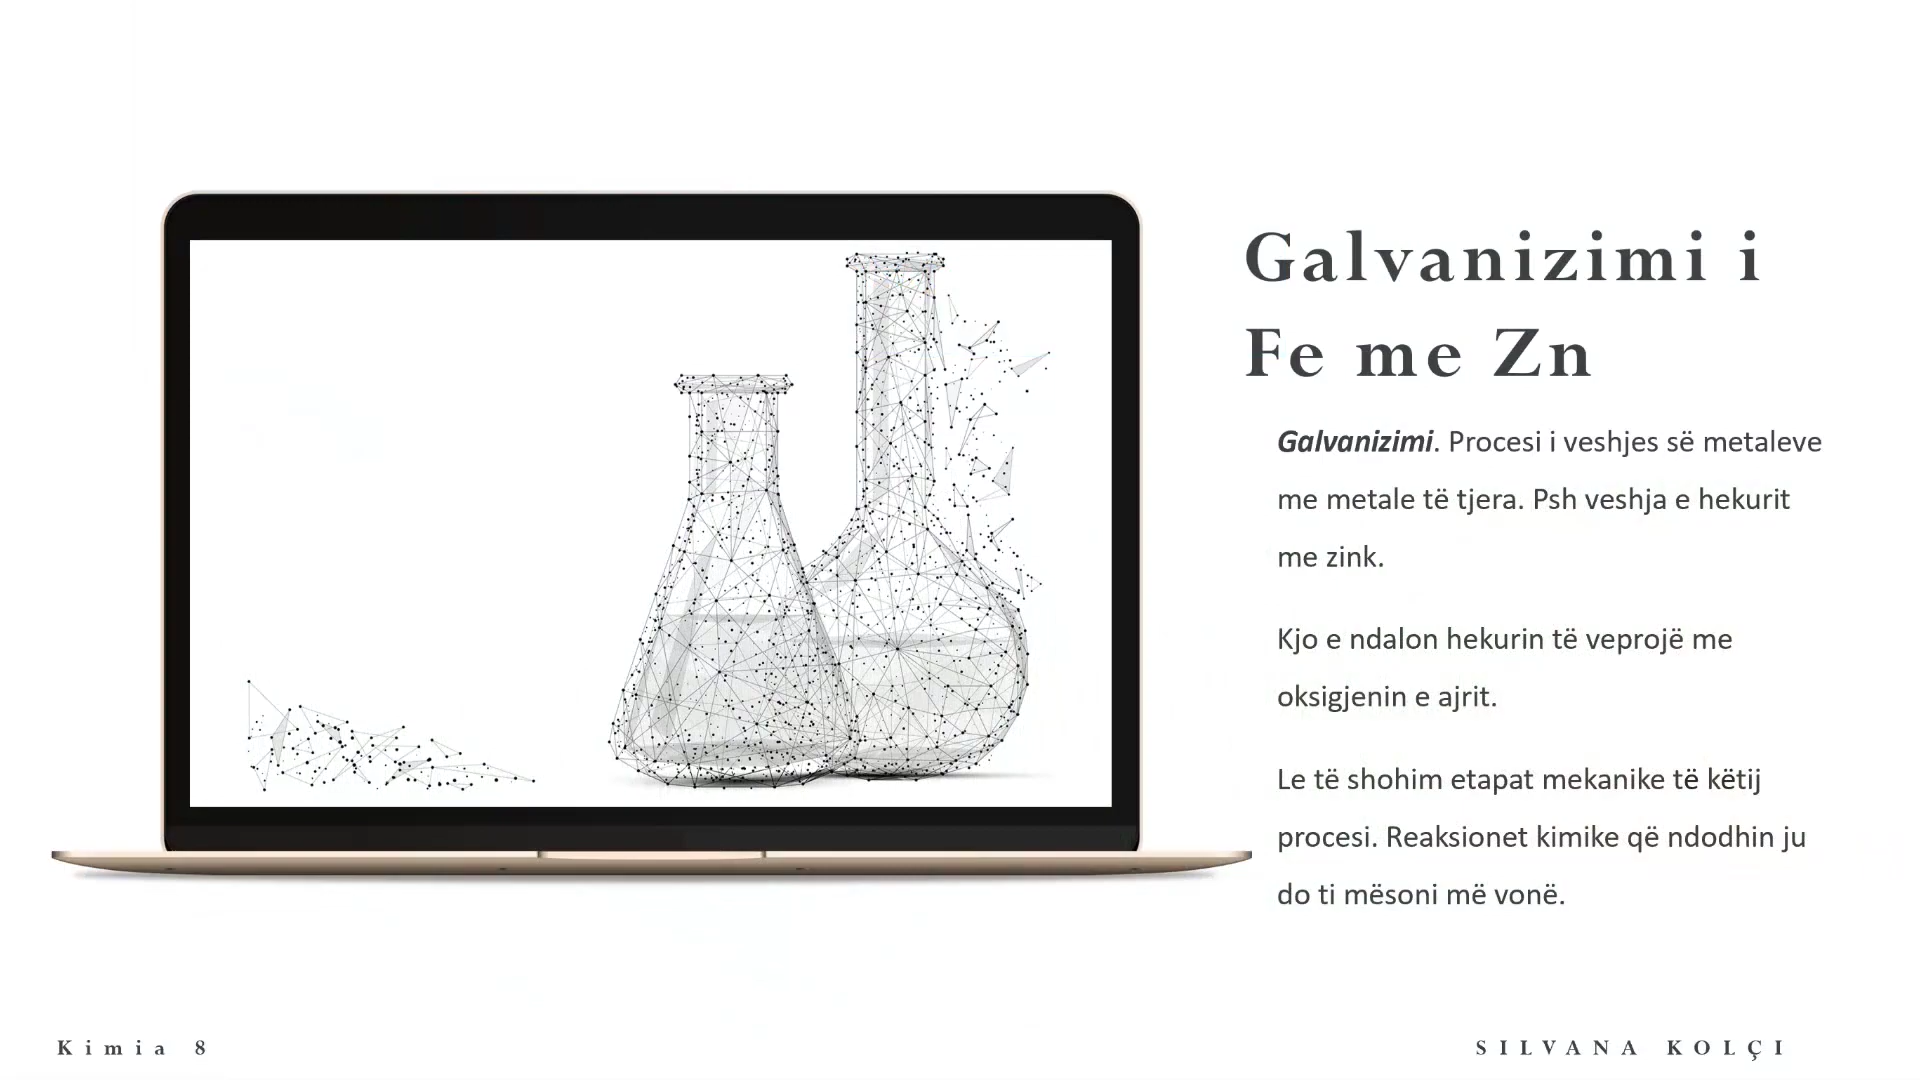 Galvanizimi i
Fe me Zn
Galvanizimi. Procesi i veshjes së metaleve
me metale të tjera. Psh veshja e hekurit
me zink.
Kjo e ndalon hekurin të veprojë me
oksigjenin e ajrit.
Le të shohim etapat mekanike të këtij
procesi. Reaksionet kimike që ndodhin ju
do ti mësoni më vonë.
Kimia 8
SILVANA KOLÇI